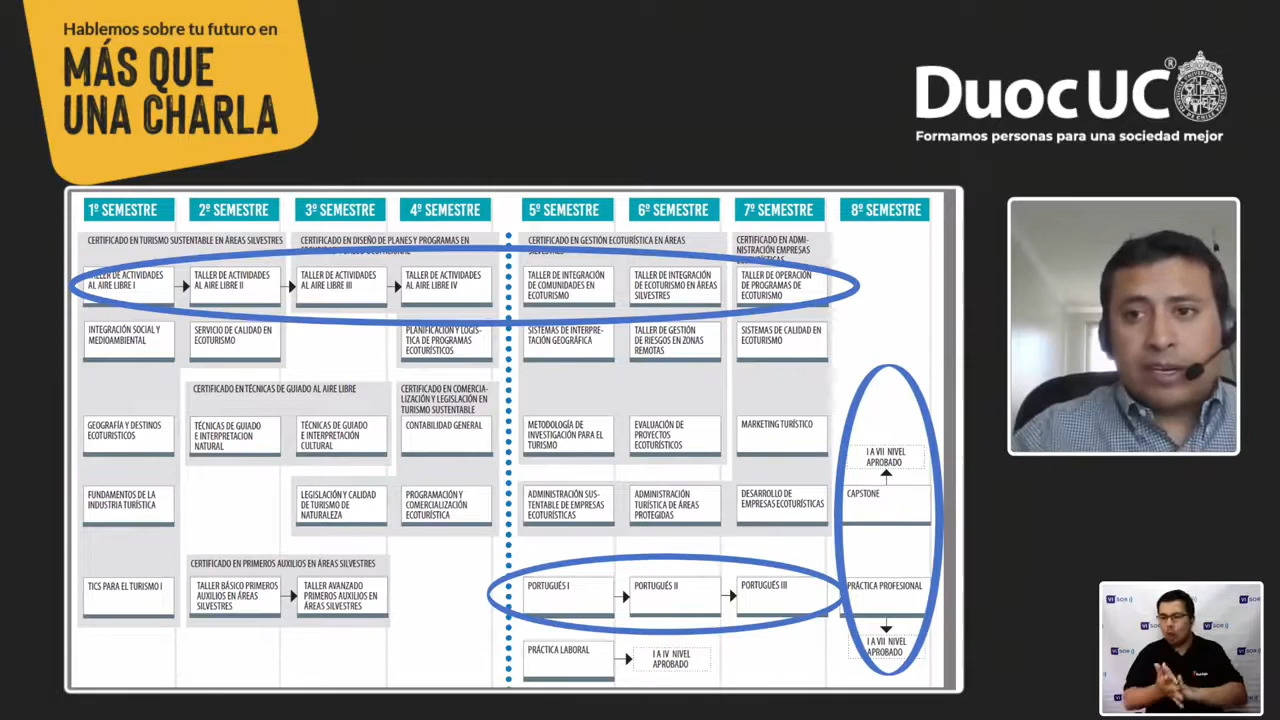 Hablemos sobre tu futuro en
MÁS QUE
UNA CHARLA
DuocUC®
Formamos personas para una sociedad mejor
1º SEMESTRE
2º SEMESTRE
3º SEMESTRE
4º SEMESTRE
5º SEMESTRE
6º SEMESTRE
7º SEMESTRE
8º SEMESTRE
CERTIFICADO EN TURISMO SUSTENTABLE EN ÁREAS SILVESTRES
CERTIFICADO EN DISEÑO DE PLANES Y PROGRAMAS EN
CERTIFICADO EN GESTIÓN ECOTURÍSTICA EN ÁREAS
SILVESTRES
CERTIFICADO EN ADMI-
NISTRACIÓN EMPRESAS
ECOTURÍSTICAS
TALLER DE ACTIVIDADES
AL AIRE LIBRE I
TALLER DE ACTIVIDADES
AL AIRE LIBRE II
TALLER DE ACTIVIDADES
AL AIRE LIBRE III
TALLER DE ACTIVIDADES
AL AIRE LIBRE IV
TALLER DE INTEGRACIÓN
DE COMUNIDADES EN
ECOTURISMO
TALLER DE INTEGRACIÓN
DE ECOTURISMO EN ÁREAS
SILVESTRES
TALLER DE OPERACIÓN
DE PROGRAMAS DE
ECOTURISMO
INTEGRACIÓN SOCIAL Y
MEDIOAMBIENTAL
SERVICIO DE CALIDAD EN
ECOTURISMO
PLANIFICACIÓN Y LOGÍS-
TICA DE PROGRAMAS
ECOTURÍSTICOS
SISTEMAS DE INTERPRE-
TACIÓN GEOGRÁFICA
TALLER DE GESTIÓN
DE RIESGOS EN ZONAS
REMOTAS
SISTEMAS DE CALIDAD EN
ECOTURISMO
CERTIFICADO EN TÉCNICAS DE GUIADO AL AIRE LIBRE
CERTIFICADO EN COMERCIA-
LIZACIÓN Y LEGISLACIÓN EN
TURISMO SUSTENTABLE
GEOGRAFÍA Y DESTINOS
ECOTURISTICOS
TÉCNICAS DE GUIADO
E INTERPRETACION
NATURAL
TÉCNICAS DE GUIADO
E INTERPRETACIÓN
CULTURAL
CONTABILIDAD GENERAL
METODOLOGÍA DE
INVESTIGACIÓN PARA EL
TURISMO
EVALUACIÓN DE
PROYECTOS
ECOTURÍSTICOS
MARKETING TURÍSTICO
I A VII NIVEL
APROBADO
FUNDAMENTOS DE LA
INDUSTRIA TURÍSTICA
LEGISLACIÓN Y CALIDAD
DE TURISMO DE
NATURALEZA
PROGRAMACIÓN Y
COMERCIALIZACIÓN
ECOTURÍSTICA
ADMINISTRACIÓN SUS-
TENTABLE DE EMPRESAS
ECOTURÍSTICAS
ADMINISTRACIÓN
TURÍSTICA DE ÁREAS
PROTEGIDAS
DESARROLLO DE
EMPRESAS ECOTURÍSTICAS
CAPSTONE
CERTIFICADO EN PRIMEROS AUXILIOS EN ÁREAS SILVESTRES
TICS PARA EL TURISMO I
TALLER BÁSICO PRIMEROS
AUXILIOS EN ÁREAS
SILVESTRES
TALLER AVANZADO
PRIMEROS AUXILIOS EN
ÁREAS SILVESTRES
PORTUGUÉS I
PORTUGUÉS II
PORTUGUÉS III
PRÁCTICA PROFESIONAL
I A VII NIVEL
APROBADO
PRÁCTICA LABORAL
I A IV NIVEL
APROBADO